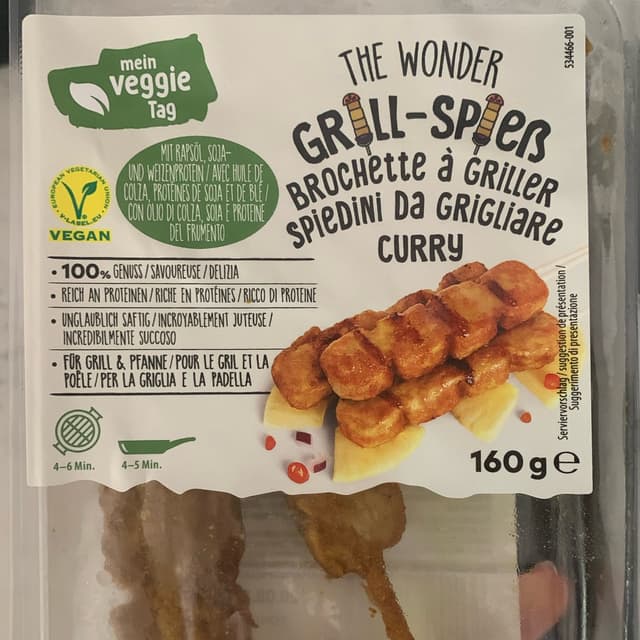 mein
veggie
Tag
534466-001
THE WONDER
GRILL-SPIEß
BROCHETTE à GRILLER
SPIEDINI DA GRIGLIARE
CURRY
MIT RAPSÖL, SOJA-
UND WEIZENPROTEIN / AVEC HUILE DE
COLZA, PROTÉINES DE SOJA ET DE BLÉ /
CON OLIO DI COLZA, SOIA E PROTEINE
DEL FRUMENTO
EUROPEAN VEGETARIAN UNION
V-LABEL.EU
VEGAN
• 100% GENUSS / SAVOUREUSE / DELIZIA
• REICH AN PROTEINEN / RICHE EN PROTÉINES / RICCO DI PROTEINE
• UNGLAUBLICH SAFTIG / INCROYABLEMENT JUTEUSE /
INCREDIBILMENTE SUCCOSO
• FÜR GRILL & PFANNE / POUR LE GRIL ET LA
POÊLE / PER LA GRIGLIA E LA PADELLA
4–6 Min.
4–5 Min.
Serviervorschlag / suggestion de présentation /
Suggerimento di presentazione
160 g e